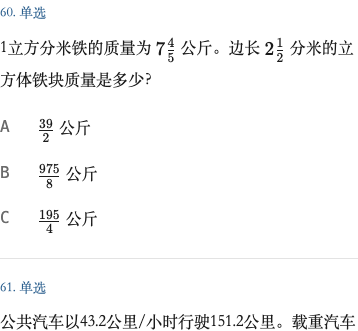 60. 单选
1立方分米铁的质量为 7 4/5 公斤。边长 2 1/2 分米的立
方体铁块质量是多少?
A 39/2 公斤
B 975/8 公斤
C 195/4 公斤
61. 单选
公共汽车以43.2公里/小时行驶151.2公里。载重汽车